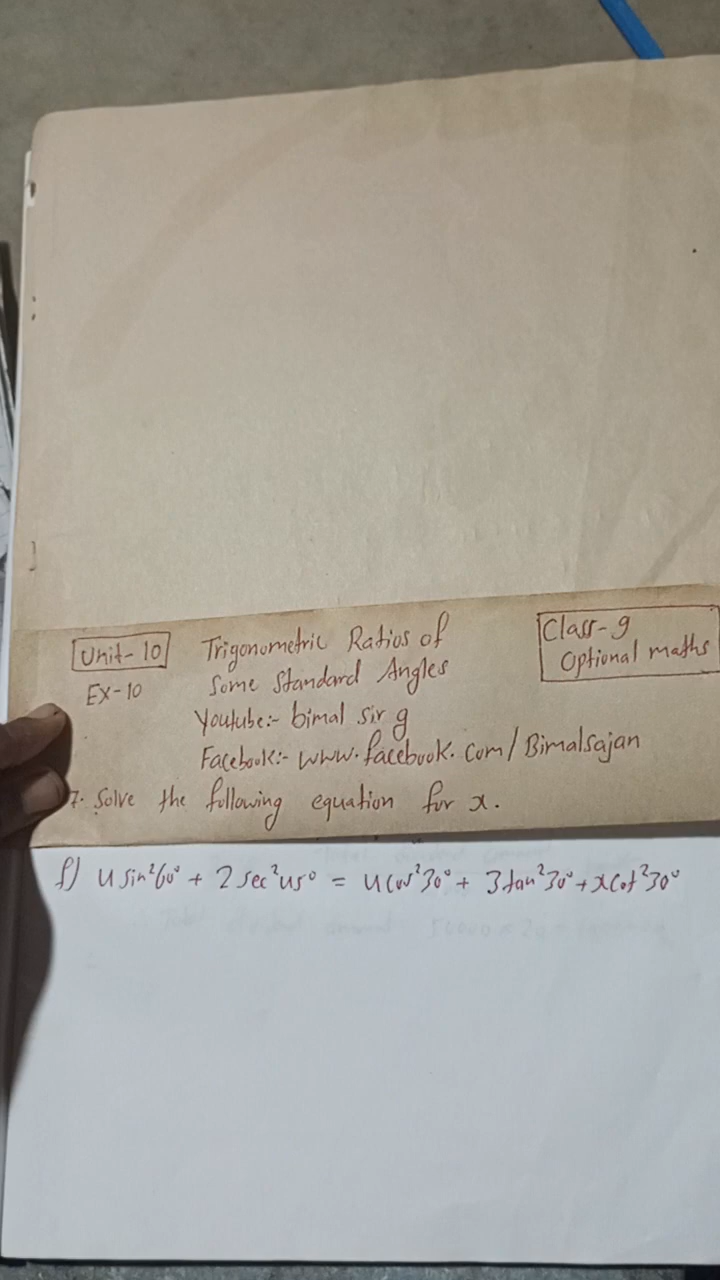 Unit-10 Trigonometric Ratios of Class-9
EX-10 Some Standard Angles Optional maths
Youtube:- bimal sir g
Facebook:- www.facebook.com/Bimalsajan
7. Solve the following equation for x.
f) 4 sin²60° + 2 sec²45° = 4 cos²30° + 3 tan²30° + x cot²30°